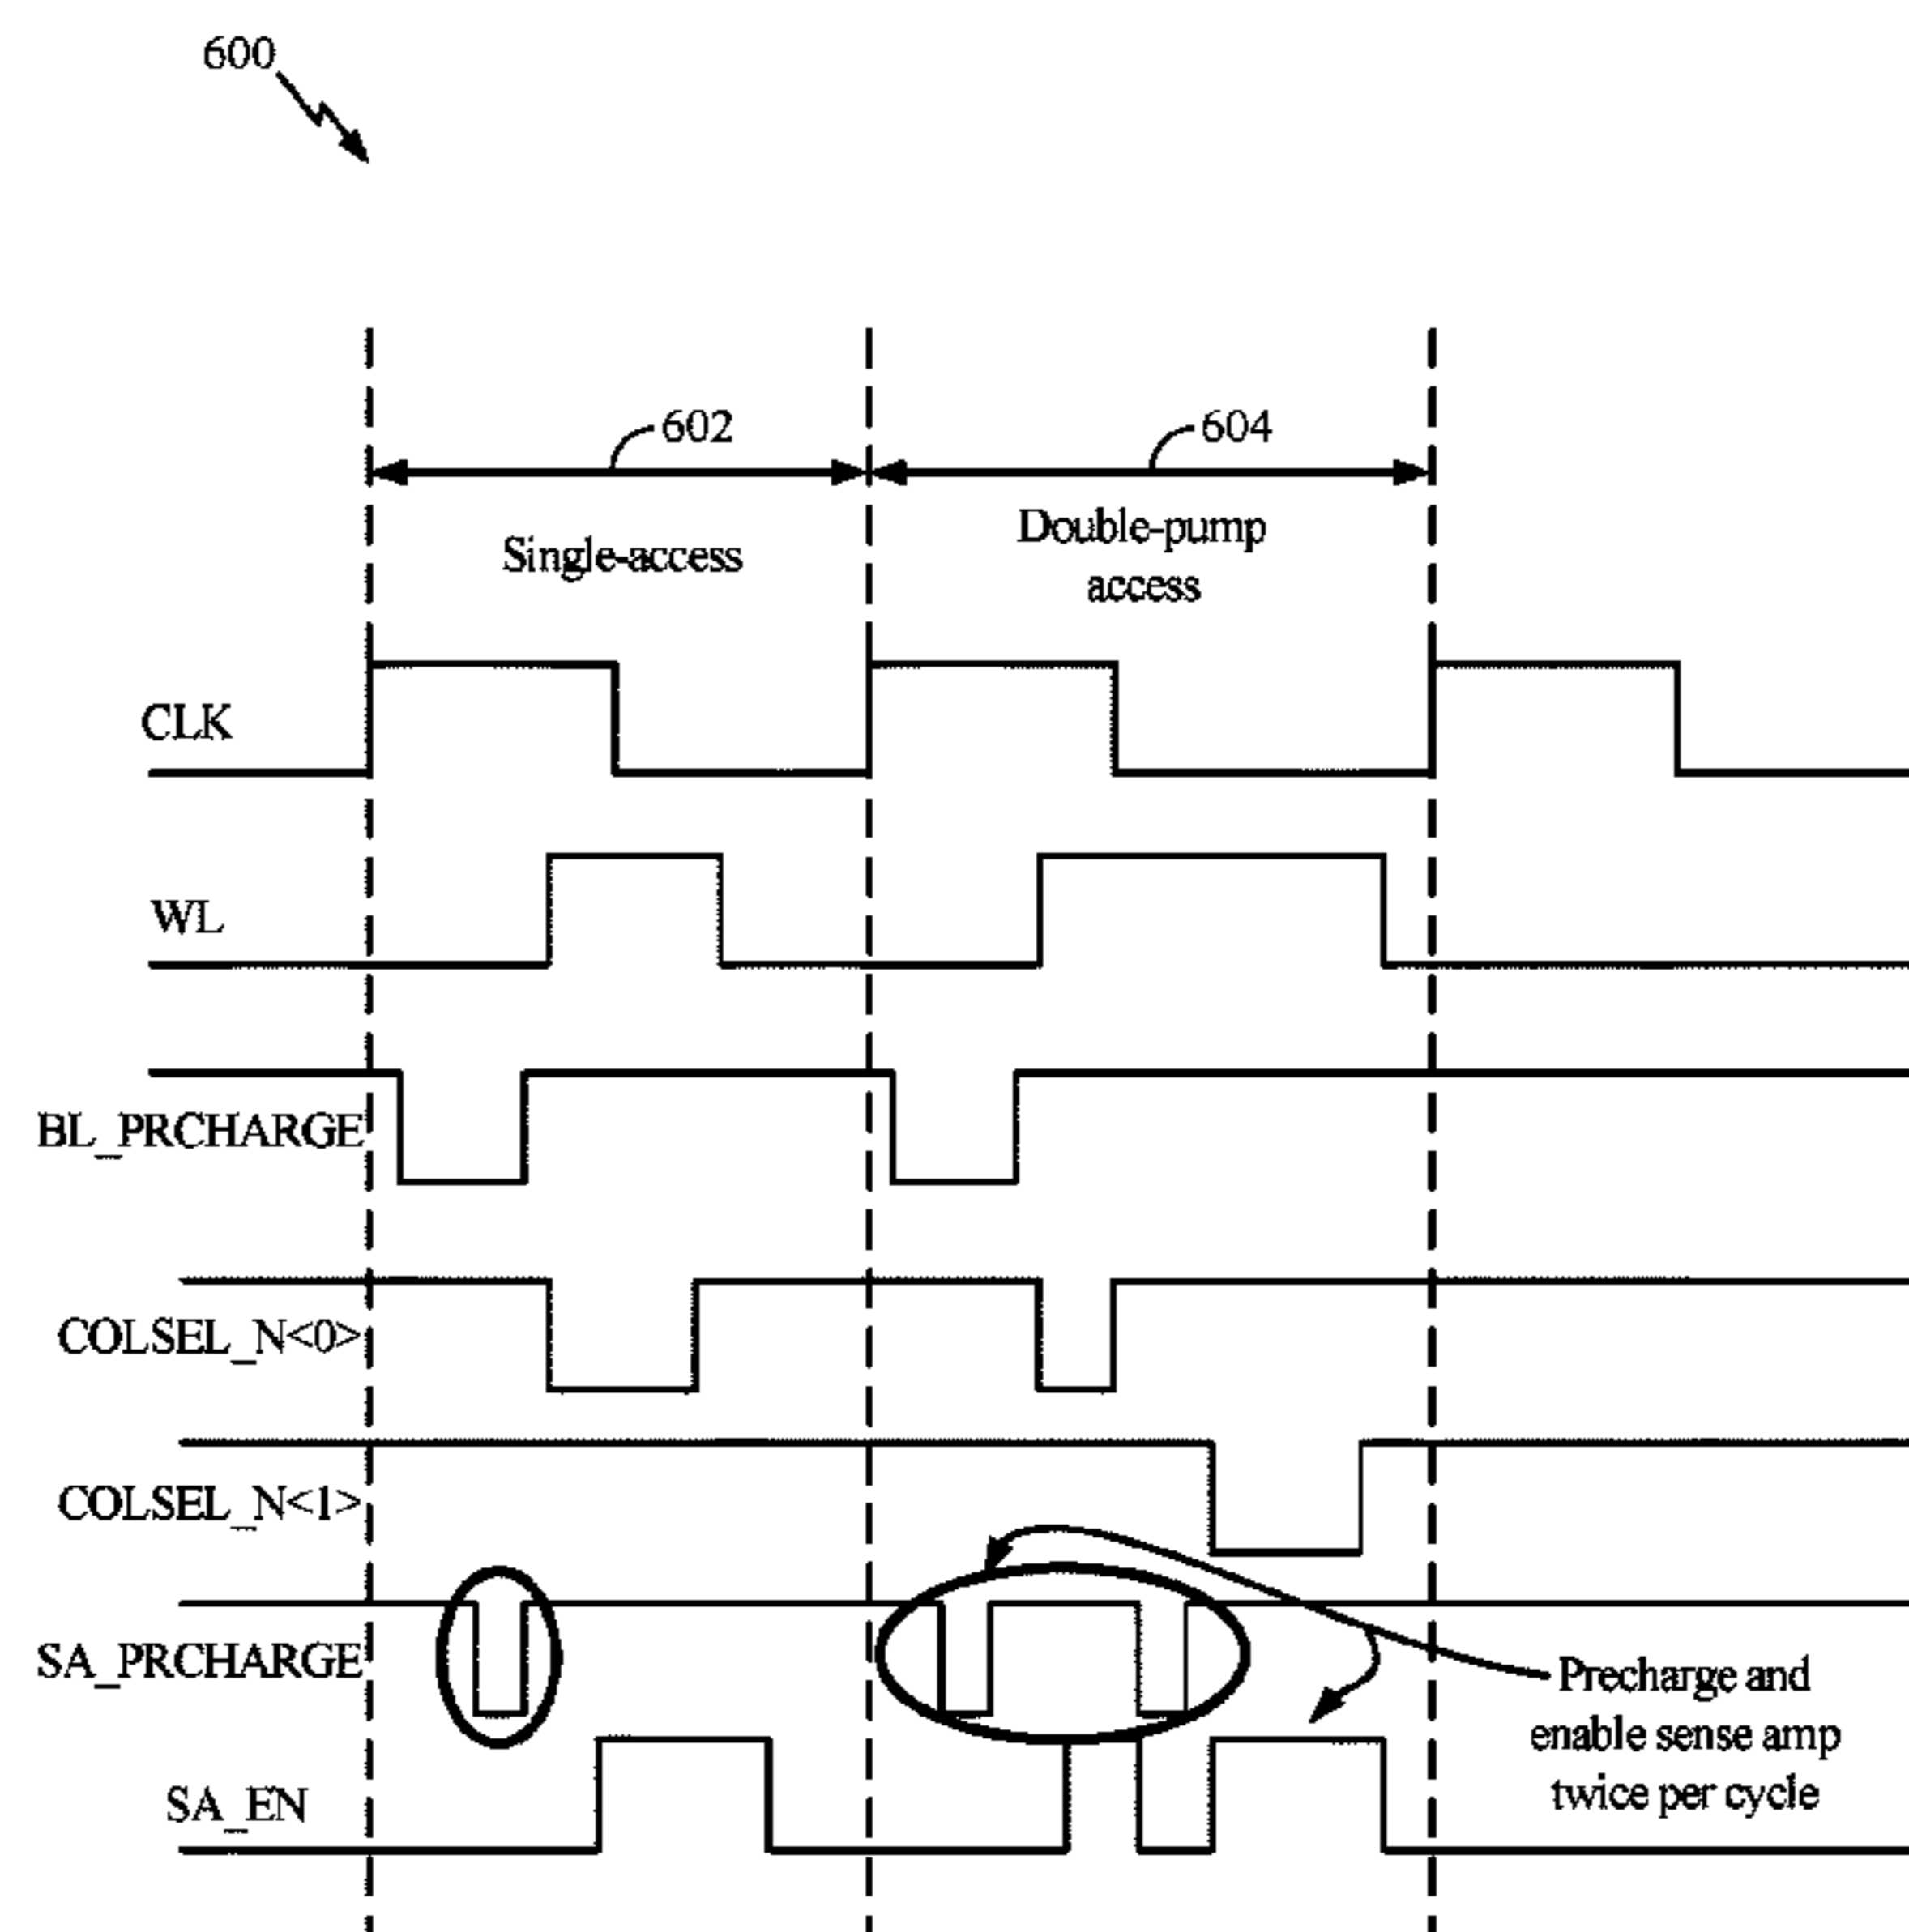 600
602
604
Single-access
Double-pump
access
CLK
WL
BL_PRCHARGE
COLSEL_N<0>
COLSEL_N<1>
SA_PRCHARGE
Precharge and
enable sense amp
twice per cycle
SA_EN